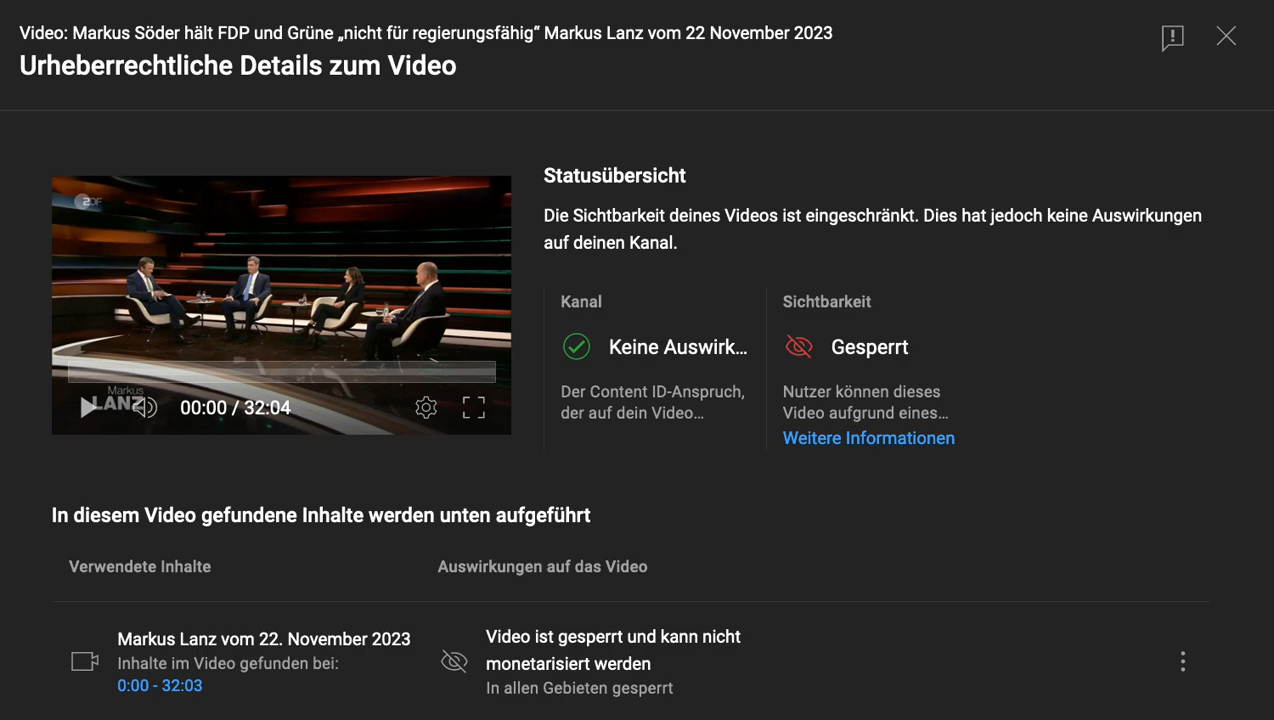 Video: Markus Söder hält FDP und Grüne „nicht für regierungsfähig“ Markus Lanz vom 22 November 2023
Urheberrechtliche Details zum Video
ZDF
Markus
LANZ
00:00 / 32:04
Statusübersicht
Die Sichtbarkeit deines Videos ist eingeschränkt. Dies hat jedoch keine Auswirkungen
auf deinen Kanal.
Kanal
Keine Auswirk...
Der Content ID-Anspruch,
der auf dein Video...
Sichtbarkeit
Gesperrt
Nutzer können dieses
Video aufgrund eines...
Weitere Informationen
In diesem Video gefundene Inhalte werden unten aufgeführt
Verwendete Inhalte
Auswirkungen auf das Video
Markus Lanz vom 22. November 2023
Inhalte im Video gefunden bei:
0:00 - 32:03
Video ist gesperrt und kann nicht
monetarisiert werden
In allen Gebieten gesperrt